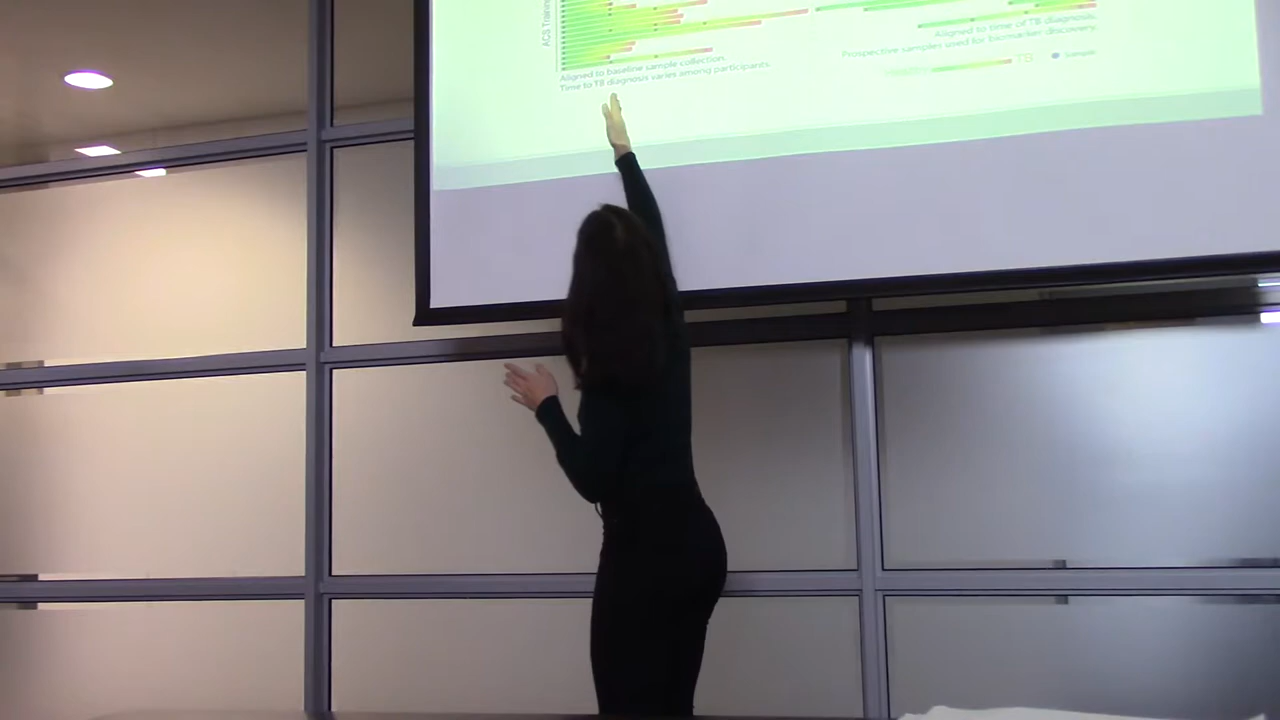 ACS Training
Aligned to baseline sample collection.
Time to TB diagnosis varies among participants.
Aligned to time of TB diagnosis.
Prospective samples used for biomarker discovery.
TB
Sample